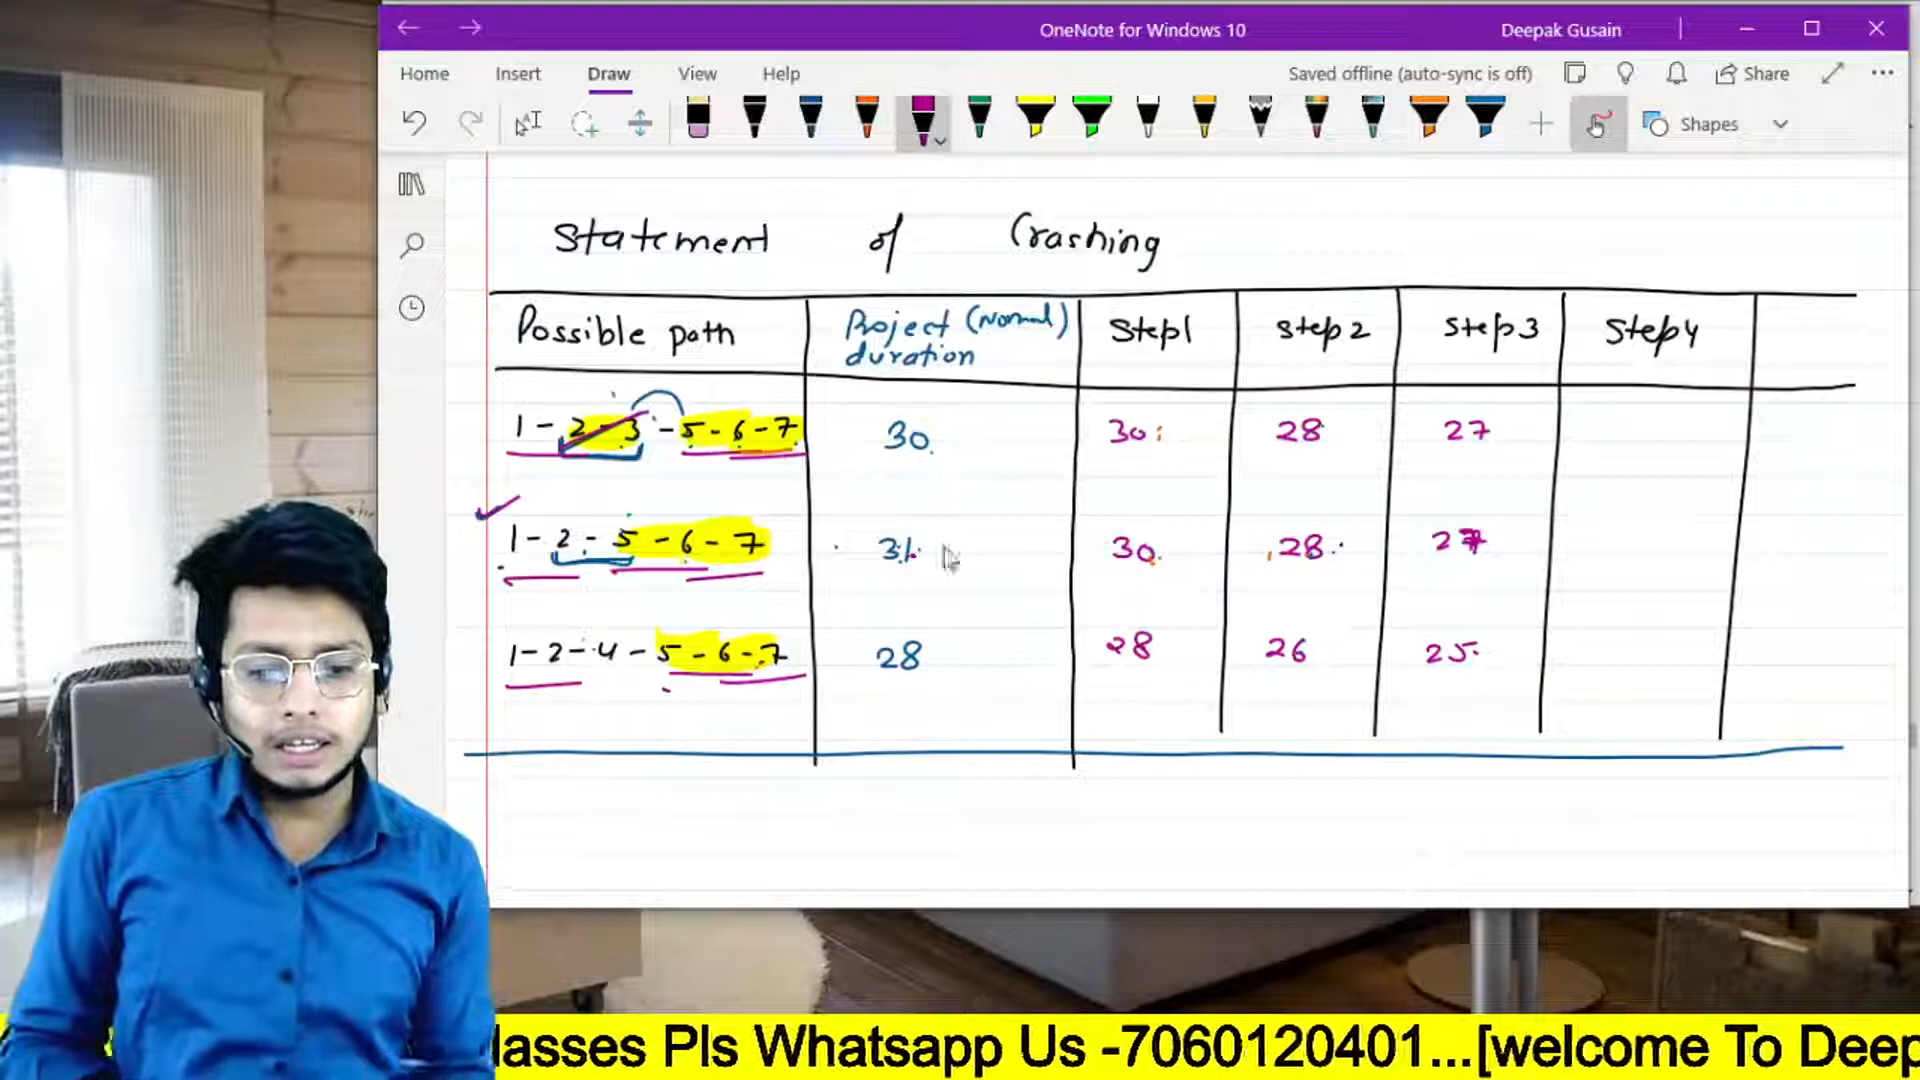 OneNote for Windows 10
Deepak Gusain
Home Insert Draw View Help
Saved offline (auto-sync is off)
Share
Shapes
Statement of Crashing
Possible path
Project (Normal) duration
Step1
Step 2
Step3
Step4
1 - 2 - 3 - 5 - 6 - 7 30 30 28 27
1 - 2 - 5 - 6 - 7 31 30 28 27
1 - 2 - 4 - 5 - 6 - 7 28 28 26 25
lasses Pls Whatsapp Us -7060120401...[welcome To Deep